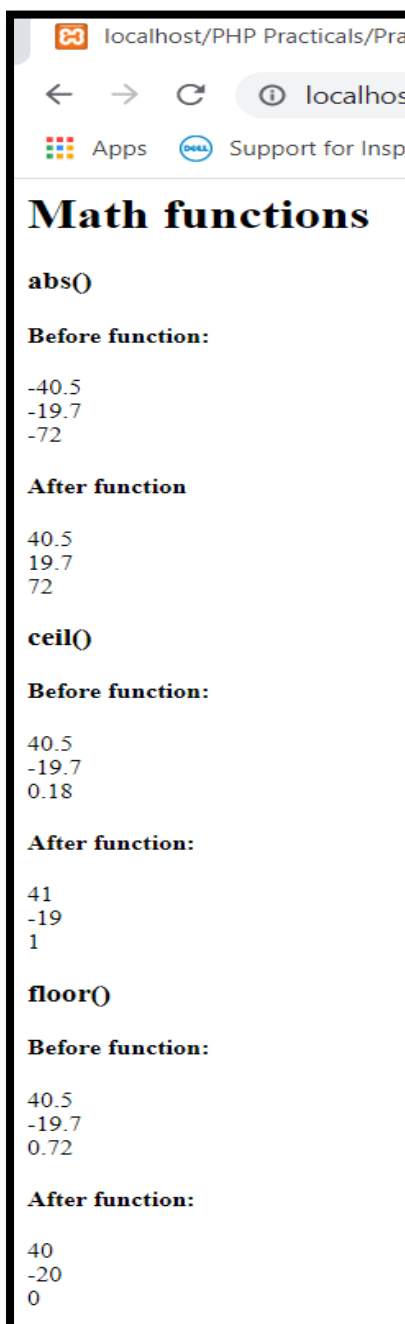 localhost/PHP Practicals/Pra
localhos
Apps DELL Support for Insp
Math functions
abs()
Before function:
-40.5
-19.7
-72
After function
40.5
19.7
72
ceil()
Before function:
40.5
-19.7
0.18
After function:
41
-19
1
floor()
Before function:
40.5
-19.7
0.72
After function:
40
-20
0